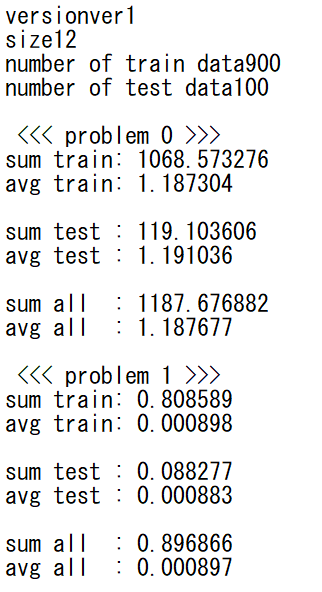 versionver1
size12
number of train data900
number of test data100
<<< problem 0 >>>
sum train: 1068.573276
avg train: 1.187304
sum test : 119.103606
avg test : 1.191036
sum all  : 1187.676882
avg all  : 1.187677
<<< problem 1 >>>
sum train: 0.808589
avg train: 0.000898
sum test : 0.088277
avg test : 0.000883
sum all  : 0.896866
avg all  : 0.000897